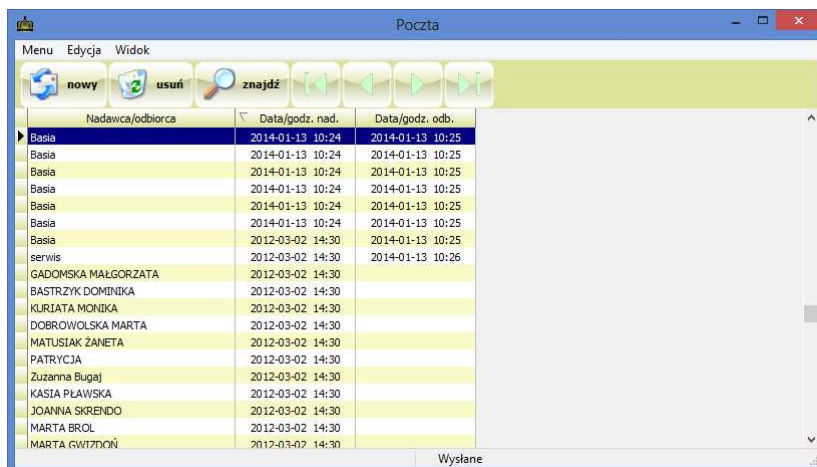 Poczta
Menu Edycja Widok
nowy usuń znajdź
Nadawca/odbiorca Data/godz. nad. Data/godz. odb.
Basia 2014-01-13 10:24 2014-01-13 10:25
Basia 2014-01-13 10:24 2014-01-13 10:25
Basia 2014-01-13 10:24 2014-01-13 10:25
Basia 2014-01-13 10:24 2014-01-13 10:25
Basia 2014-01-13 10:24 2014-01-13 10:25
Basia 2014-01-13 10:24 2014-01-13 10:25
Basia 2012-03-02 14:30 2014-01-13 10:25
serwis 2012-03-02 14:30 2014-01-13 10:26
GADOMSKA MAŁGORZATA 2012-03-02 14:30
BASTRZYK DOMINIKA 2012-03-02 14:30
KURIATA MONIKA 2012-03-02 14:30
DOBROWOLSKA MARTA 2012-03-02 14:30
MATUSIAK ŻANETA 2012-03-02 14:30
PATRYCJA 2012-03-02 14:30
Zuzanna Bugaj 2012-03-02 14:30
KASIA PŁAWSKA 2012-03-02 14:30
JOANNA SKRENDO 2012-03-02 14:30
MARTA BROL 2012-03-02 14:30
MARTA GWIZDOŃ 2012-03-02 14:30
Wysłane